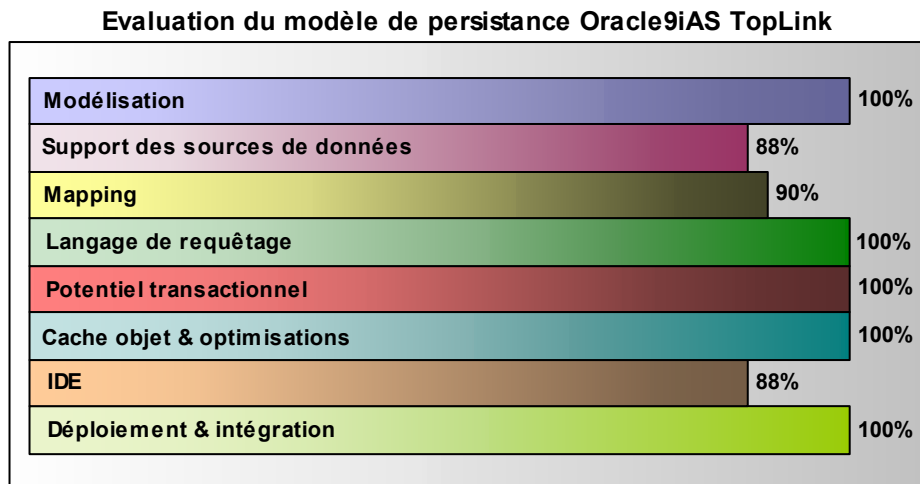 Evaluation du modèle de persistance Oracle9iAS TopLink
Modélisation 100%
Support des sources de données 88%
Mapping 90%
Langage de requêtage 100%
Potentiel transactionnel 100%
Cache objet & optimisations 100%
IDE 88%
Déploiement & intégration 100%